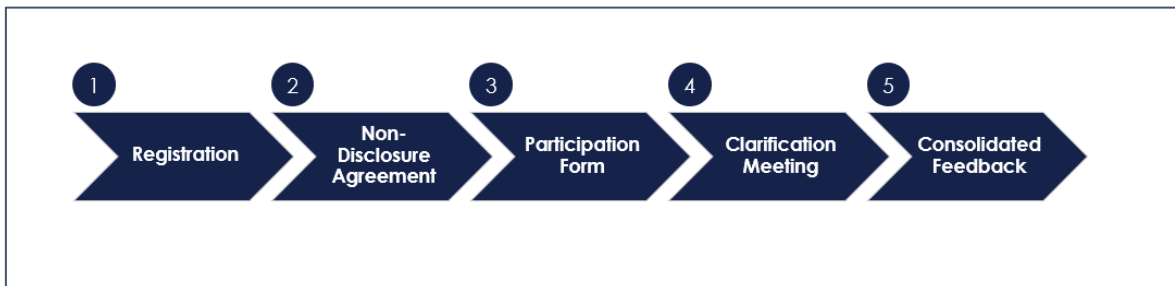 1
Registration
2
Non-
Disclosure
Agreement
3
Participation
Form
4
Clarification
Meeting
5
Consolidated
Feedback